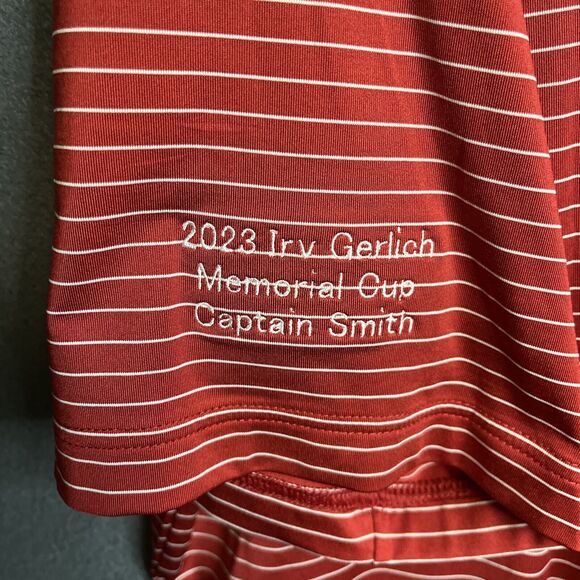 2023 Irv Gerlich
Memorial Cup
Captain Smith